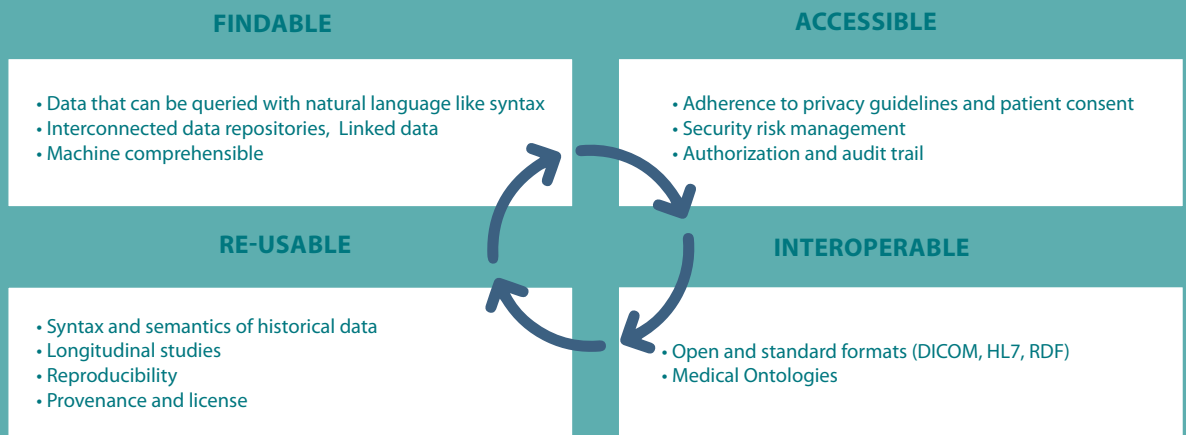 FINDABLE
• Data that can be queried with natural language like syntax
• Interconnected data repositories, Linked data
• Machine comprehensible
ACCESSIBLE
• Adherence to privacy guidelines and patient consent
• Security risk management
• Authorization and audit trail
RE-USABLE
• Syntax and semantics of historical data
• Longitudinal studies
• Reproducibility
• Provenance and license
INTEROPERABLE
• Open and standard formats (DICOM, HL7, RDF)
• Medical Ontologies